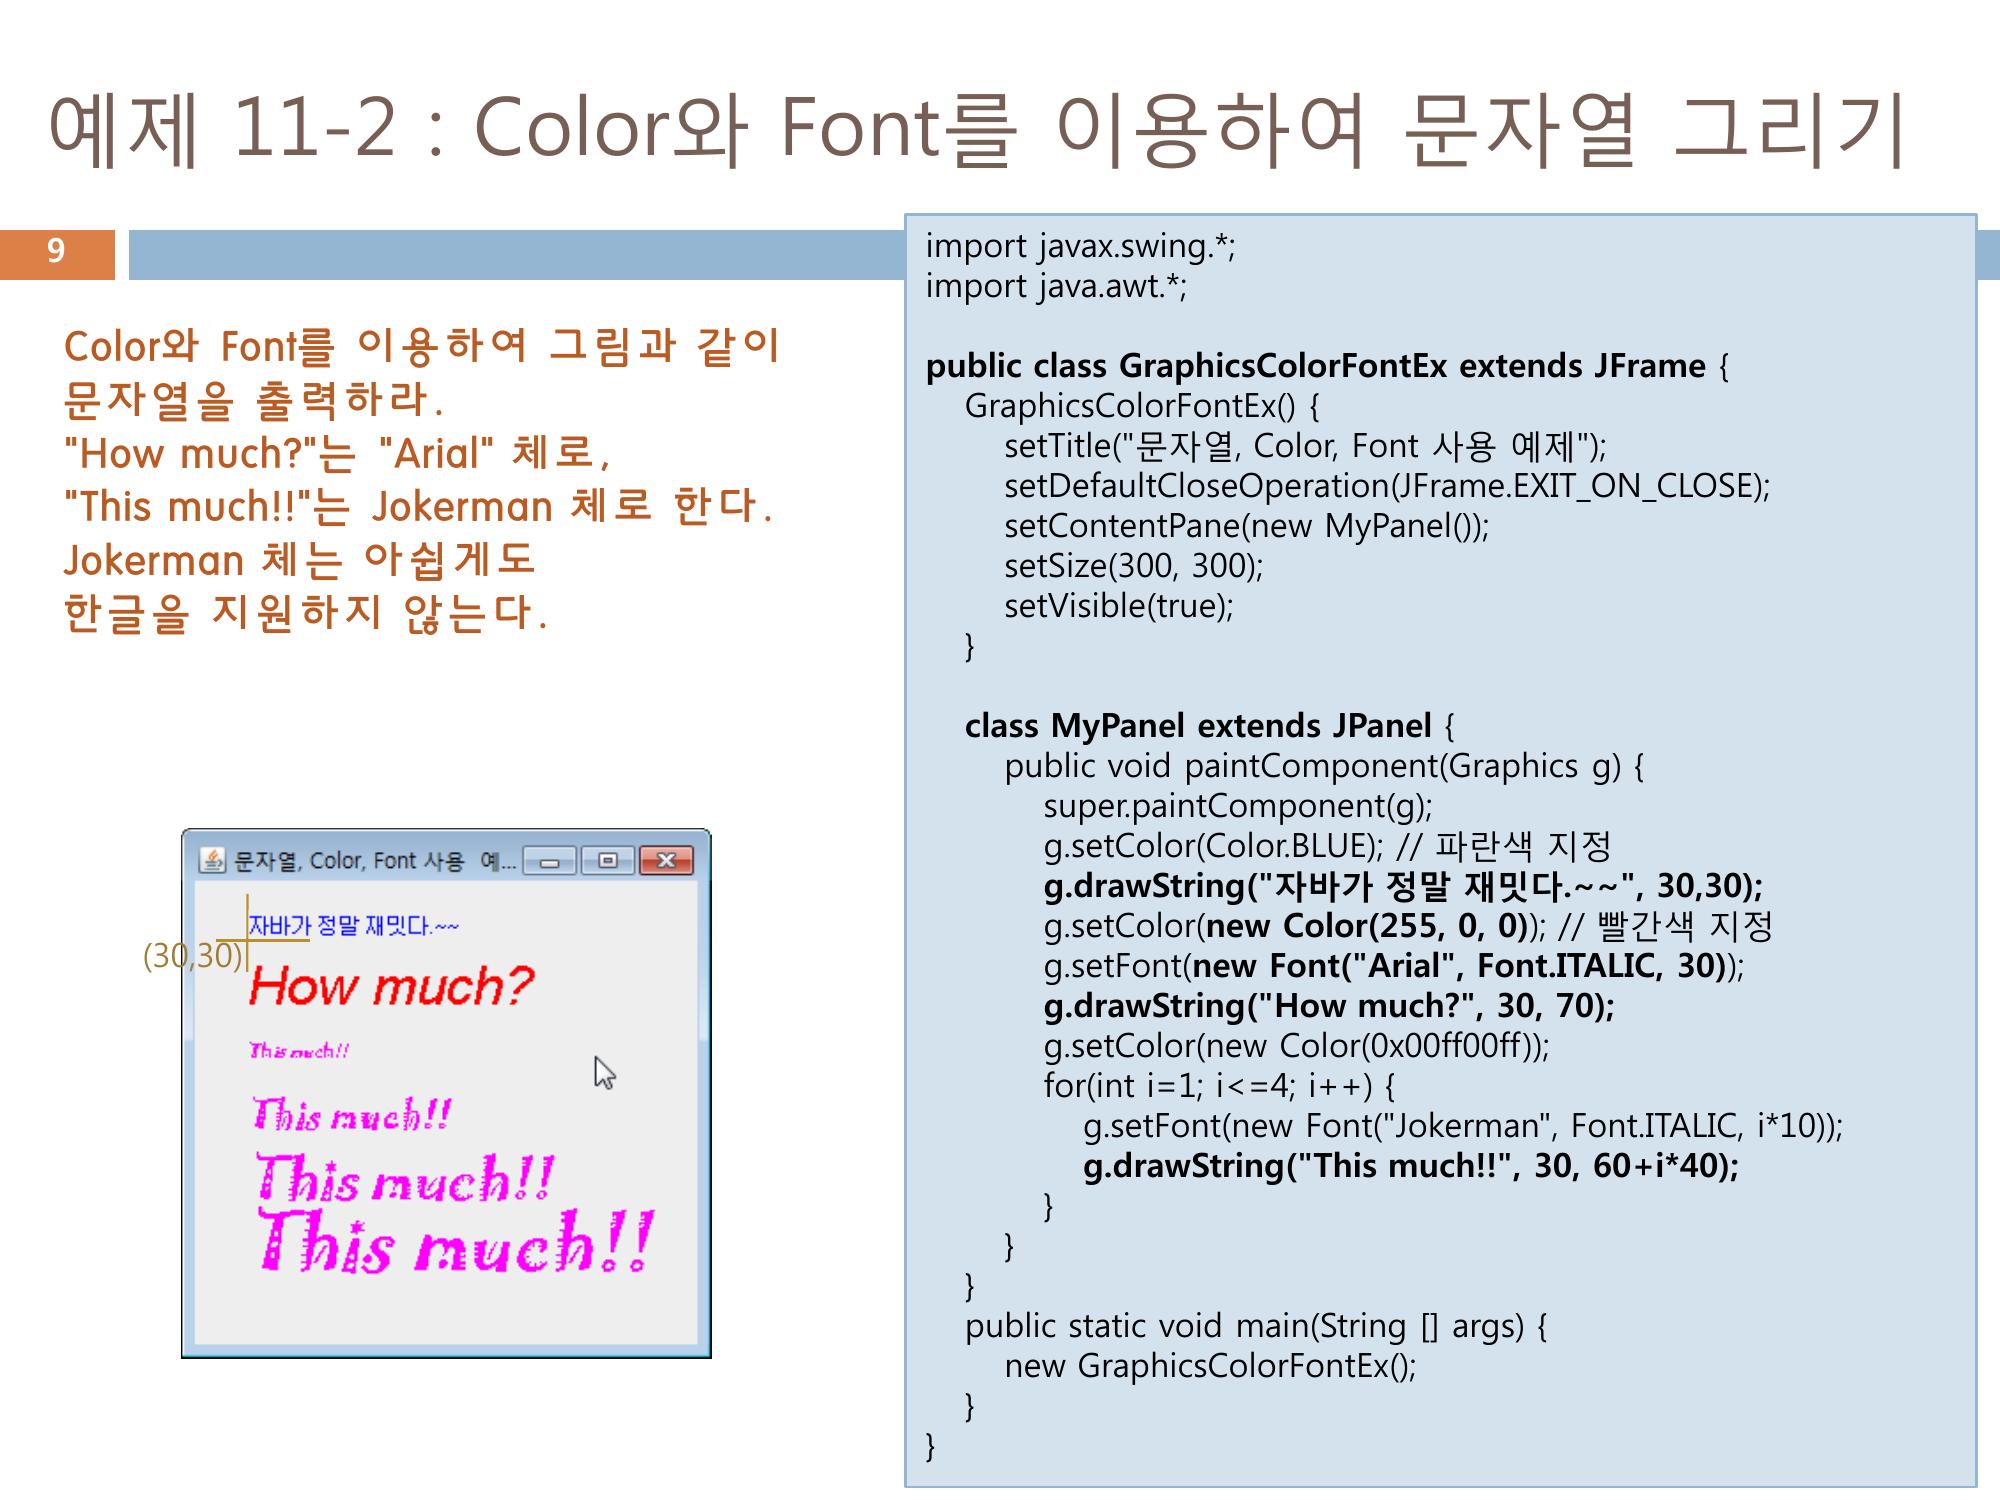 예제 11-2 : Color와 Font를 이용하여 문자열 그리기
9
Color와 Font를 이용하여 그림과 같이
문자열을 출력하라.
"How much?"는 "Arial" 체로,
"This much!!"는 Jokerman 체로 한다.
Jokerman 체는 아쉽게도
한글을 지원하지 않는다.
문자열, Color, Font 사용 예...
자바가 정말 재밋다.~~
(30,30)
How much?
This much!!
This much!!
This much!!
This much!!
import javax.swing.*;
import java.awt.*;
public class GraphicsColorFontEx extends JFrame {
GraphicsColorFontEx() {
setTitle("문자열, Color, Font 사용 예제");
setDefaultCloseOperation(JFrame.EXIT_ON_CLOSE);
setContentPane(new MyPanel());
setSize(300, 300);
setVisible(true);
}
class MyPanel extends JPanel {
public void paintComponent(Graphics g) {
super.paintComponent(g);
g.setColor(Color.BLUE); // 파란색 지정
g.drawString("자바가 정말 재밋다.~~", 30,30);
g.setColor(new Color(255, 0, 0)); // 빨간색 지정
g.setFont(new Font("Arial", Font.ITALIC, 30));
g.drawString("How much?", 30, 70);
g.setColor(new Color(0x00ff00ff));
for(int i=1; i<=4; i++) {
g.setFont(new Font("Jokerman", Font.ITALIC, i*10));
g.drawString("This much!!", 30, 60+i*40);
}
}
}
public static void main(String [] args) {
new GraphicsColorFontEx();
}
}